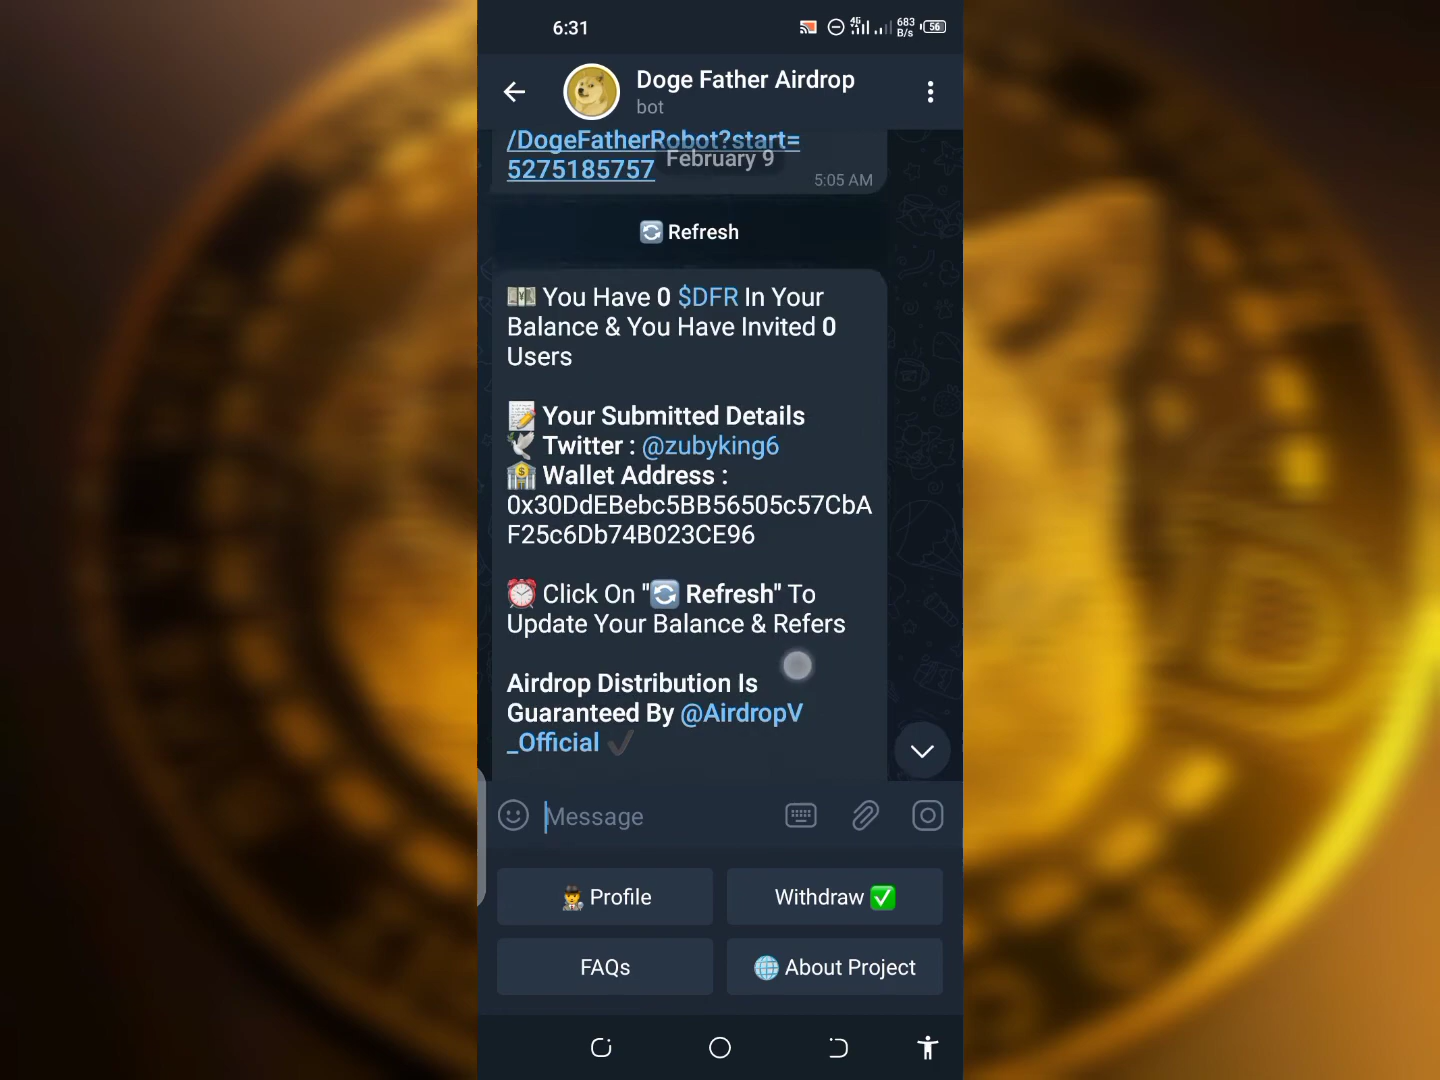 6:31
4G
683
B/s
56
Doge Father Airdrop
bot
/DogeFatherRobot?start=
5275185757
February 9
5:05 AM
Refresh
You Have 0 $DFR In Your
Balance & You Have Invited 0
Users
Your Submitted Details
Twitter : @zubyking6
Wallet Address :
0x30DdEBebc5BB56505c57CbA
F25c6Db74B023CE96
Click On "🔄 Refresh" To
Update Your Balance & Refers
Airdrop Distribution Is
Guaranteed By @AirdropV
_Official ✔
Message
Profile
Withdraw ✅
FAQs
About Project